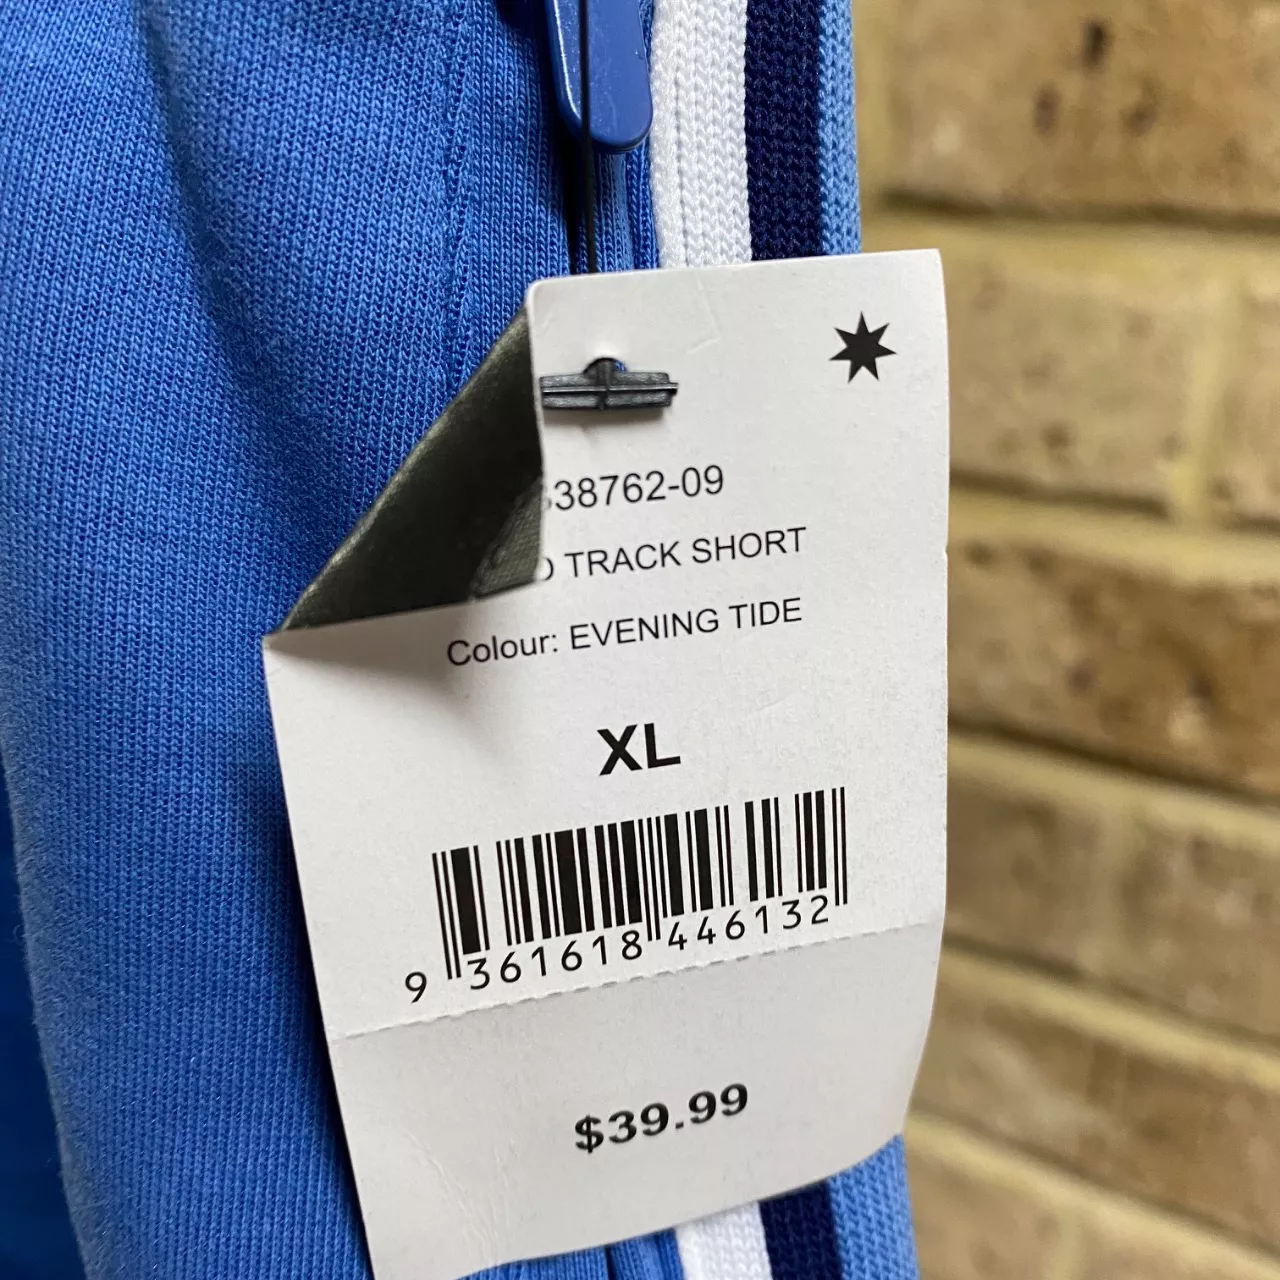 38762-09
TRACK SHORT
Colour: EVENING TIDE
XL
9 361618 446132
$39.99